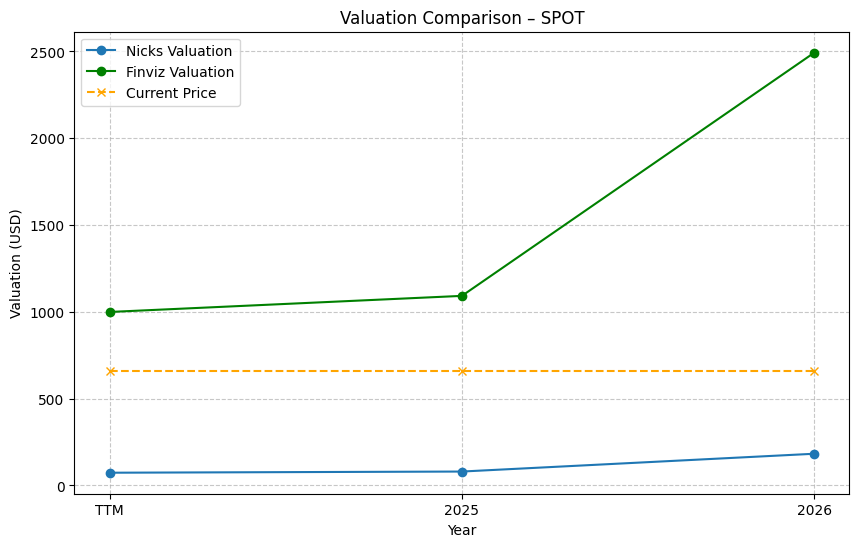 Valuation Comparison – SPOT
Nicks Valuation
Finviz Valuation
Current Price
Valuation (USD)
2500
2000
1500
1000
500
0
TTM
2025
2026
Year